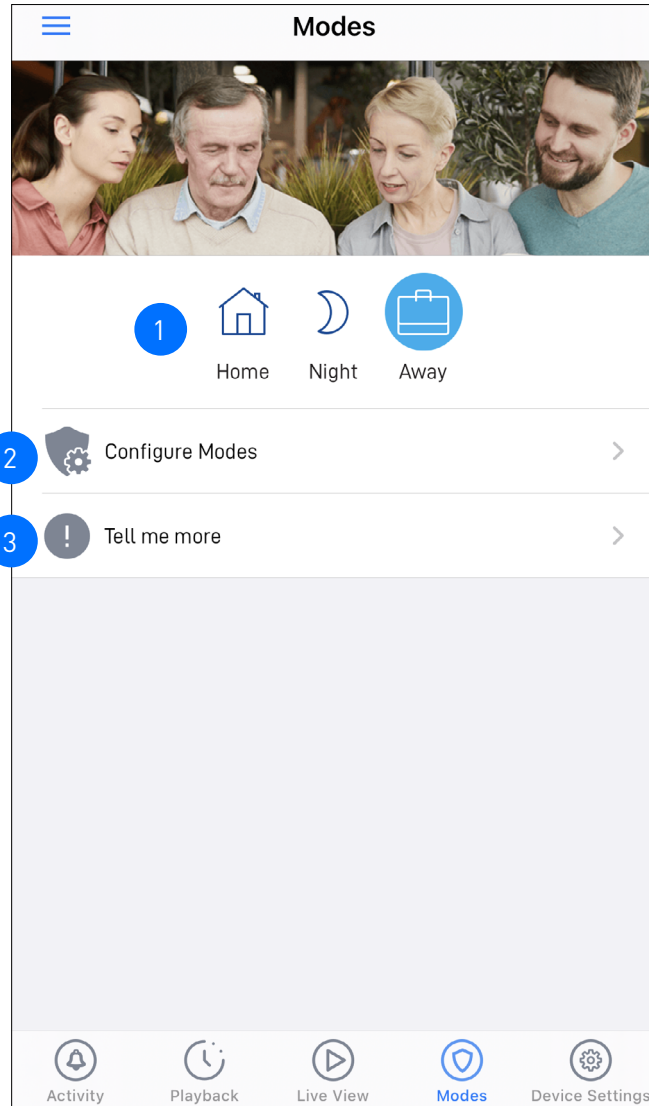 Modes
1
Home Night Away
2 Configure Modes
3 ! Tell me more
Activity Playback Live View Modes Device Settings